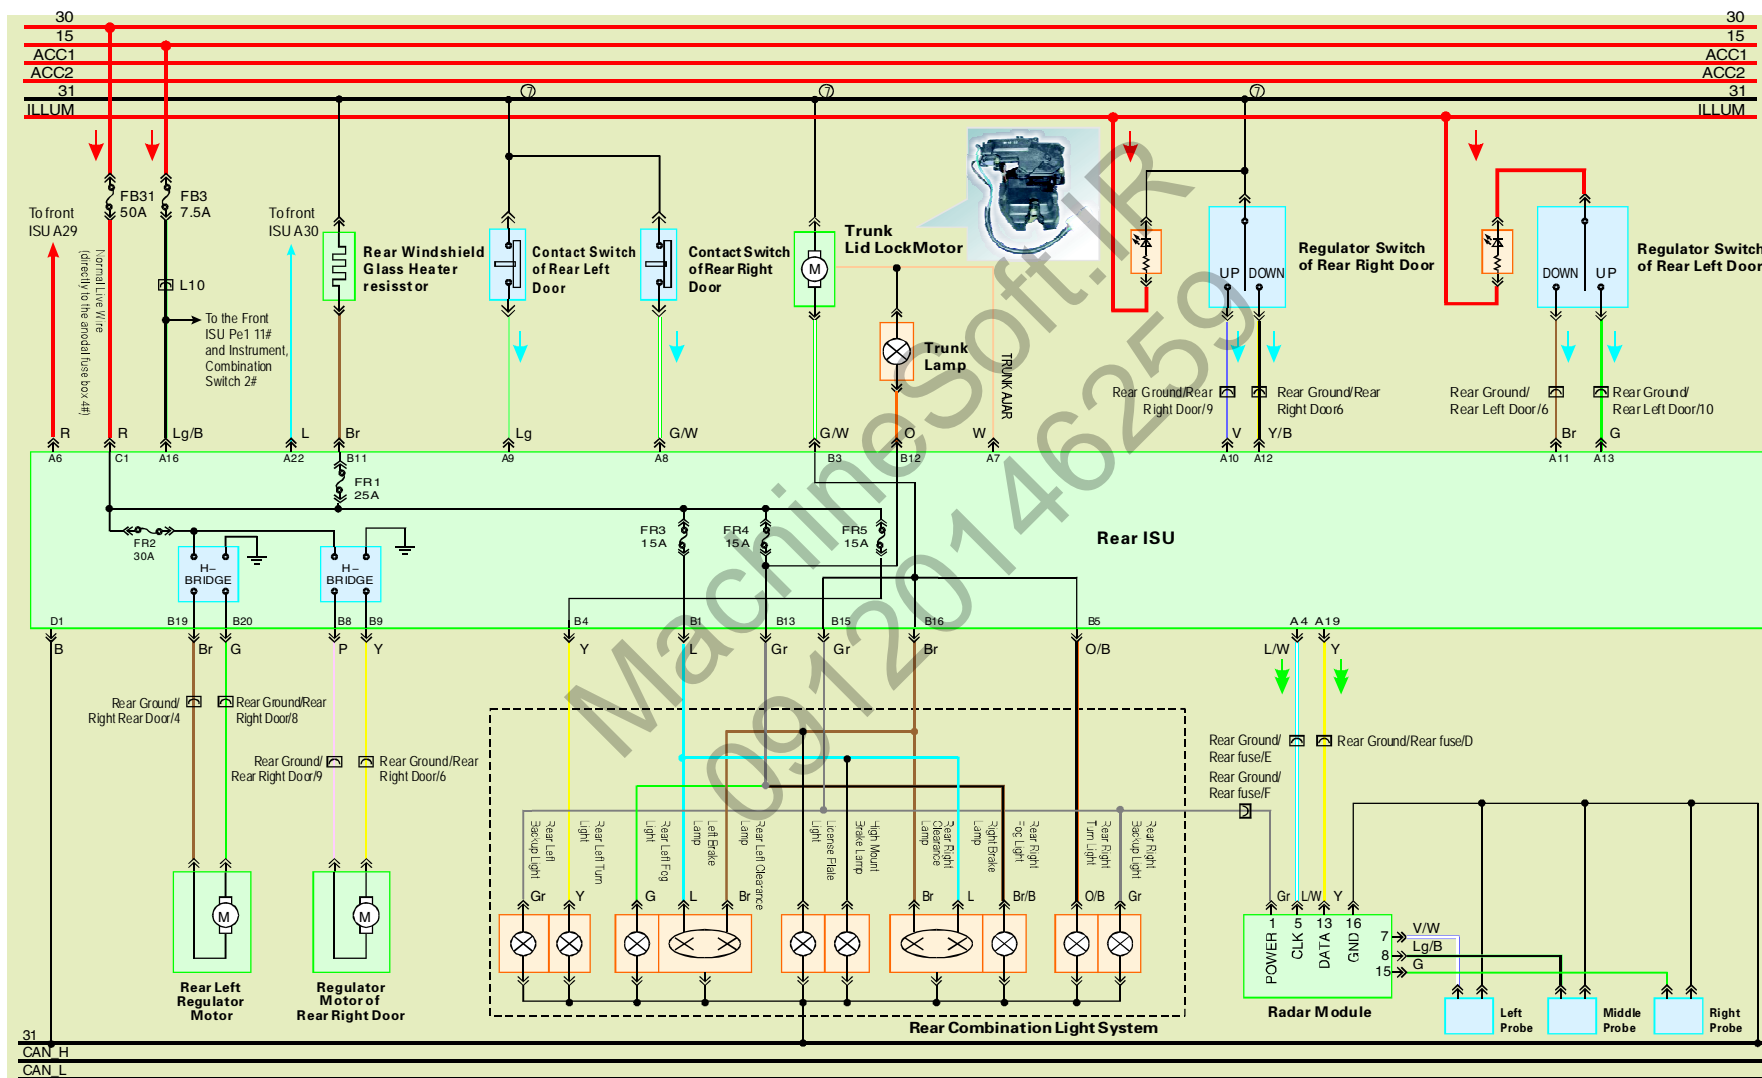 30
30
15
15
ACC1
ACC1
ACC2
ACC2
31
31
ILLUM
ILLUM
7
7
7
FB31
50A
FB3
7.5A
To front
ISU A29
To front
ISU A30
Normal Live Wire
(directly to the anodal fuse box 4#)
L10
To the Front
ISU Pe1 11#
and Instrument,
Combination
Switch 2#
Rear Windshield
Glass Heater
resisstor
Contact Switch
of Rear Left
Door
Contact Switch
of Rear Right
Door
Trunk
Lid LockMotor
M
Trunk
Lamp
TRUNK AJAR
UP
DOWN
Regulator Switch
of Rear Right Door
DOWN
UP
Regulator Switch
of Rear Left Door
Rear Ground/Rear
Right Door/9
Rear Ground/Rear
Right Door6
Rear Ground/
Rear Left Door/6
Rear Ground/
Rear Left Door/10
R
R
Lg/B
L
Br
Lg
G/W
G/W
O
W
V
Y/B
Br
G
A6
C1
A16
A22
B11
A9
A8
B3
B12
A7
A10
A12
A11
A13
FR1
25A
FR2
30A
FR3
15A
FR4
15A
FR5
15A
Rear ISU
H-
BRIDGE
H-
BRIDGE
D1
B19
B20
B8
B9
B4
B1
B13
B15
B16
B5
A4
A19
B
Br
G
P
Y
Y
L
Gr
Gr
Br
O/B
L/W
Y
Rear Ground/
Right Rear Door/4
Rear Ground/Rear
Right Door/8
Rear Ground/
Rear Right Door/9
Rear Ground/Rear
Right Door/6
Rear Ground/
Rear fuse/E
Rear Ground/Rear fuse/D
Rear Ground/
Rear fuse/F
Rear Left
Backup Light
Rear Left Turn
Light
Rear Left Fog
Light
Left Brake
Lamp
Rear Left Clearance
Lamp
License Plate
Light
High Mount
Brake Lamp
Rear Right
Clearance
Lamp
Right Brake
Lamp
Rear Right
Fog Light
Rear Right
Turn Light
Rear Right
Backup Light
Gr
Y
G
L
Br
Br
L
Br/B
O/B
Gr
Gr
L/W
Y
1
5
13
16
POWER
CLK
DATA
GND
7
8
15
V/W
Lg/B
G
M
M
Rear Left
Regulator
Motor
Regulator
Motor of
Rear Right Door
Rear Combination Light System
Radar Module
Left
Probe
Middle
Probe
Right
Probe
31
CAN_H
CAN_L
MachineSoft.iR
09120146259